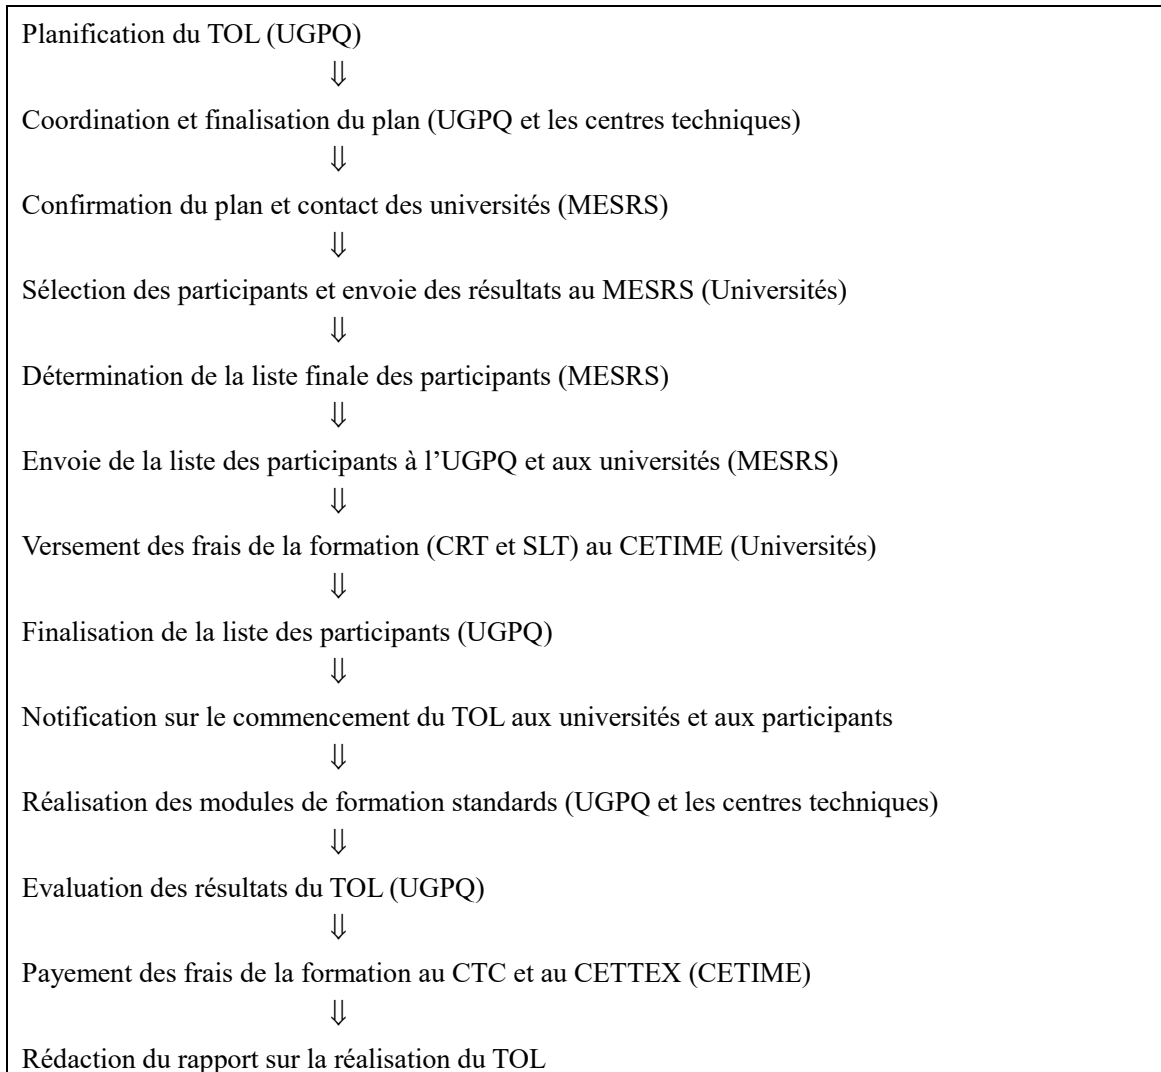 Planification du TOL (UGPQ)
⇓
Coordination et finalisation du plan (UGPQ et les centres techniques)
⇓
Confirmation du plan et contact des universités (MESRS)
⇓
Sélection des participants et envoie des résultats au MESRS (Universités)
⇓
Détermination de la liste finale des participants (MESRS)
⇓
Envoie de la liste des participants à l’UGPQ et aux universités (MESRS)
⇓
Versement des frais de la formation (CRT et SLT) au CETIME (Universités)
⇓
Finalisation de la liste des participants (UGPQ)
⇓
Notification sur le commencement du TOL aux universités et aux participants
⇓
Réalisation des modules de formation standards (UGPQ et les centres techniques)
⇓
Evaluation des résultats du TOL (UGPQ)
⇓
Payement des frais de la formation au CTC et au CETTEX (CETIME)
⇓
Rédaction du rapport sur la réalisation du TOL